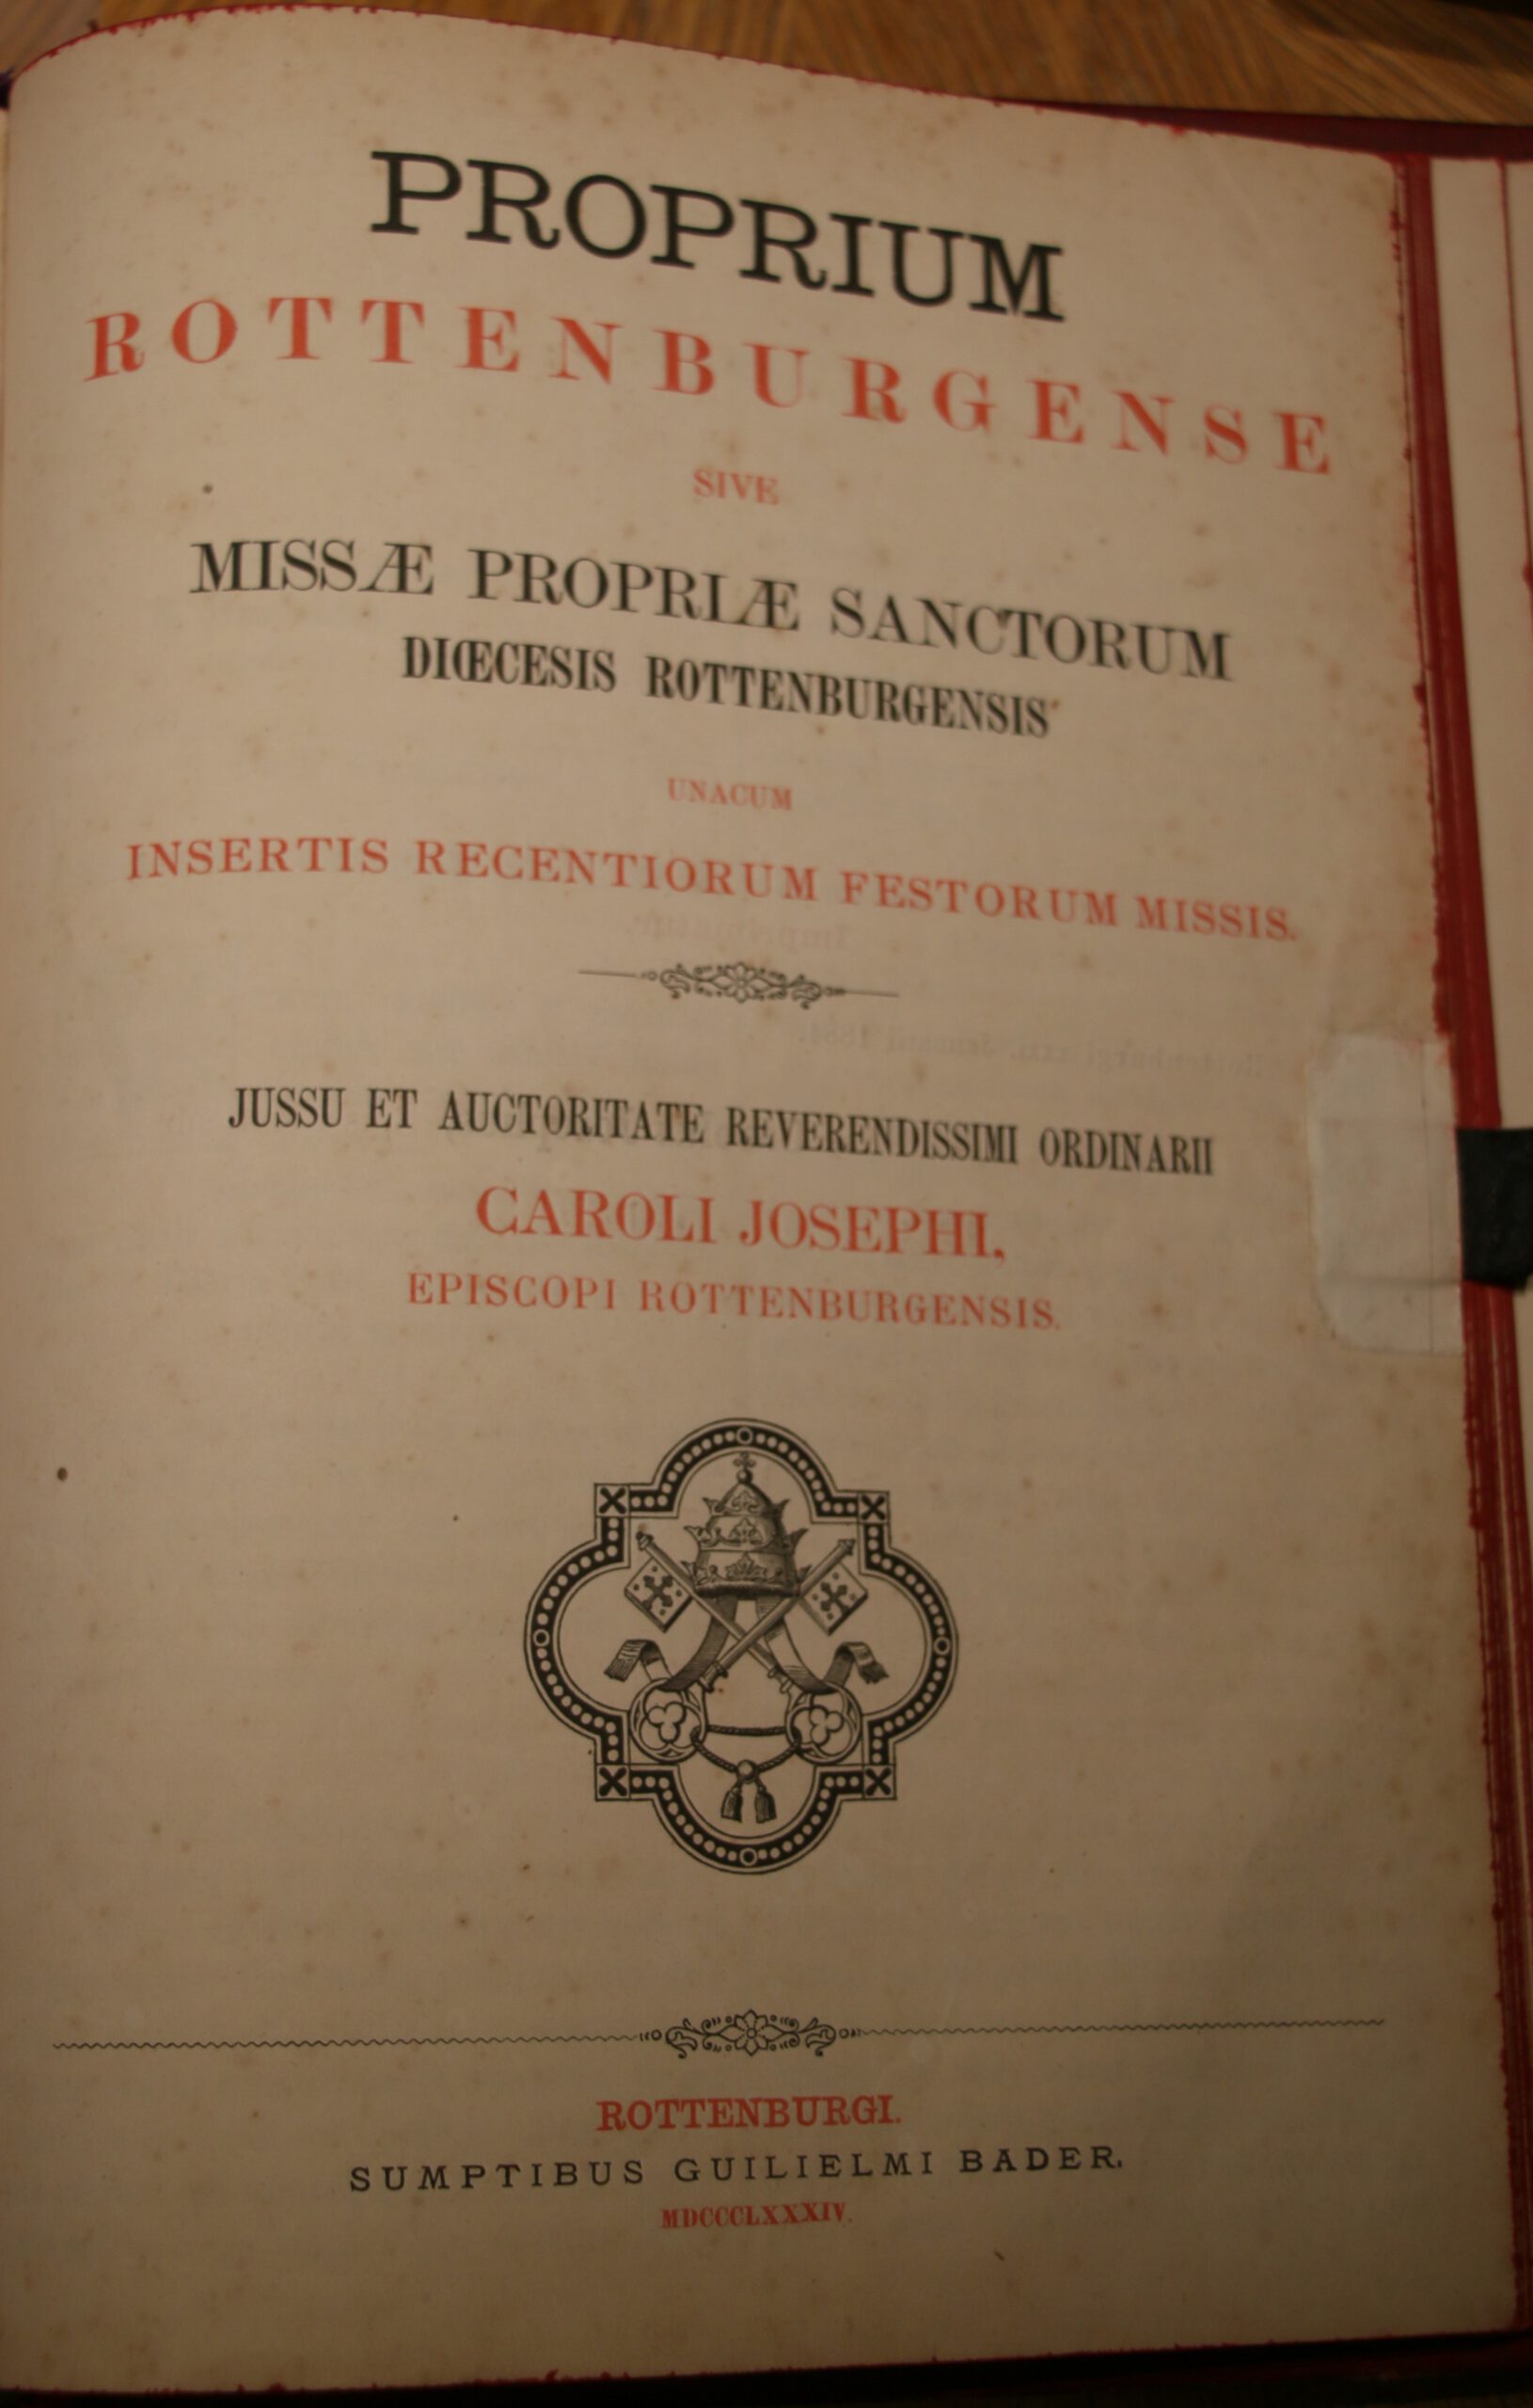 PROPRIUM
ROTTENBURGENSE
SIVE
MISSÆ PROPRIÆ SANCTORUM
DIŒCESIS ROTTENBURGENSIS
UNACUM
INSERTIS RECENTIORUM FESTORUM MISSIS.
JUSSU ET AUCTORITATE REVERENDISSIMI ORDINARII
CAROLI JOSEPHI,
EPISCOPI ROTTENBURGENSIS.
ROTTENBURGI.
SUMPTIBUS GUILIELMI BADER.
MDCCCLXXXIV.